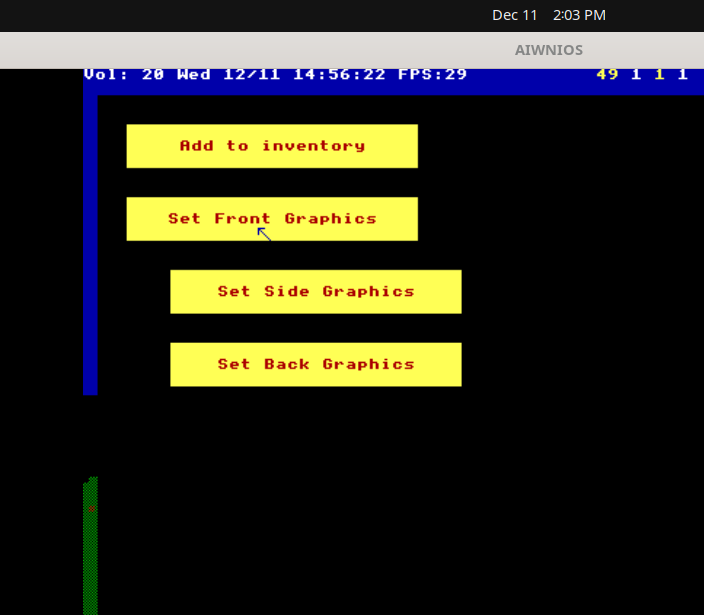 Dec 11 2:03 PM
AIWNIOS
Vol: 20 Wed 12/11 14:56:22 FPS:29 49 1 1 1
Add to inventory
Set Front Graphics
Set Side Graphics
Set Back Graphics